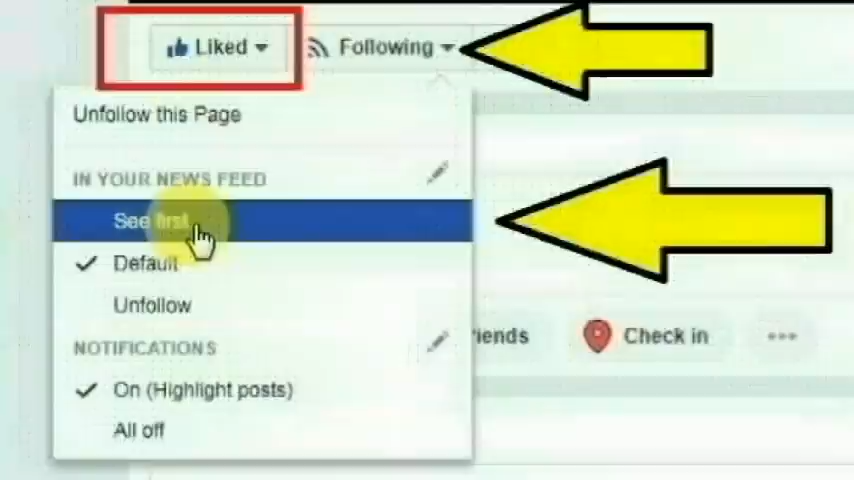 Liked Following
Unfollow this Page
IN YOUR NEWS FEED
See first
Default
Unfollow
iends Check in
NOTIFICATIONS
On (Highlight posts)
All off